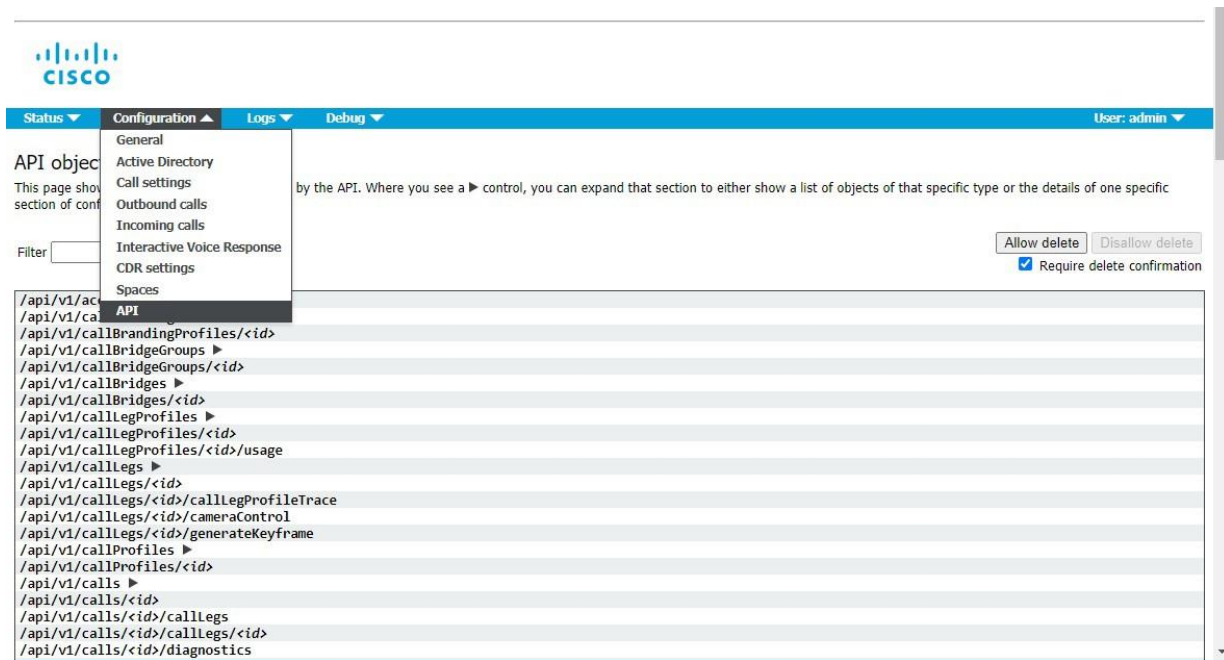 CISCO
Status ▼ Configuration ▲ Logs ▼ Debug ▼ User: admin ▼
General
Active Directory
Call settings
Outbound calls
Incoming calls
Interactive Voice Response
CDR settings
Spaces
API
API objec
This page show by the API. Where you see a ▶ control, you can expand that section to either show a list of objects of that specific type or the details of one specific
section of conf
Filter
Allow delete Disallow delete
Require delete confirmation
/api/v1/ac
/api/v1/ca
/api/v1/callBrandingProfiles/<id>
/api/v1/callBridgeGroups ▶
/api/v1/callBridgeGroups/<id>
/api/v1/callBridges ▶
/api/v1/callBridges/<id>
/api/v1/callLegProfiles ▶
/api/v1/callLegProfiles/<id>
/api/v1/callLegProfiles/<id>/usage
/api/v1/callLegs ▶
/api/v1/callLegs/<id>
/api/v1/callLegs/<id>/callLegProfileTrace
/api/v1/callLegs/<id>/cameraControl
/api/v1/callLegs/<id>/generateKeyframe
/api/v1/callProfiles ▶
/api/v1/callProfiles/<id>
/api/v1/calls ▶
/api/v1/calls/<id>
/api/v1/calls/<id>/callLegs
/api/v1/calls/<id>/callLegs/<id>
/api/v1/calls/<id>/diagnostics